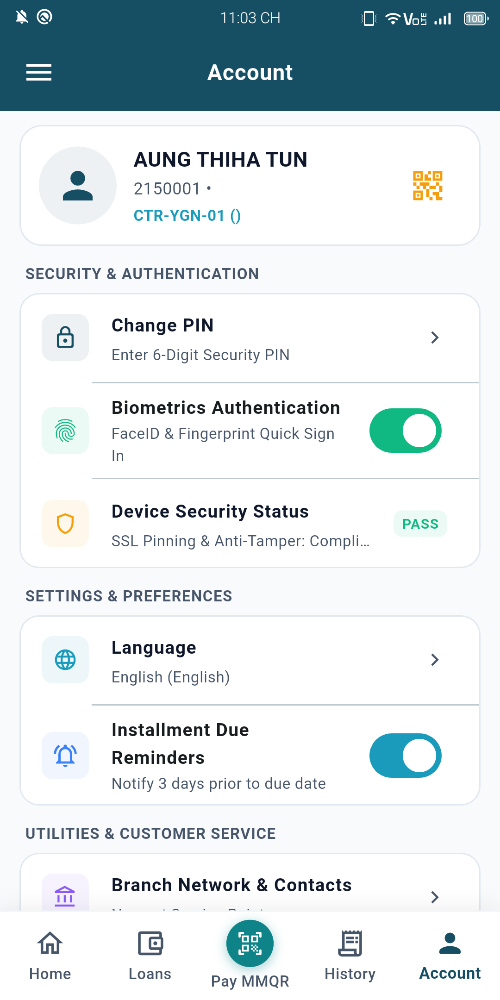 11:03 CH
VoLTE
100
Account
AUNG THIHA TUN
2150001 •
CTR-YGN-01 ()
SECURITY & AUTHENTICATION
Change PIN
Enter 6-Digit Security PIN
Biometrics Authentication
FaceID & Fingerprint Quick Sign
In
Device Security Status
SSL Pinning & Anti-Tamper: Compli...
PASS
SETTINGS & PREFERENCES
Language
English (English)
Installment Due
Reminders
Notify 3 days prior to due date
UTILITIES & CUSTOMER SERVICE
Branch Network & Contacts
Home
Loans
Pay MMQR
History
Account